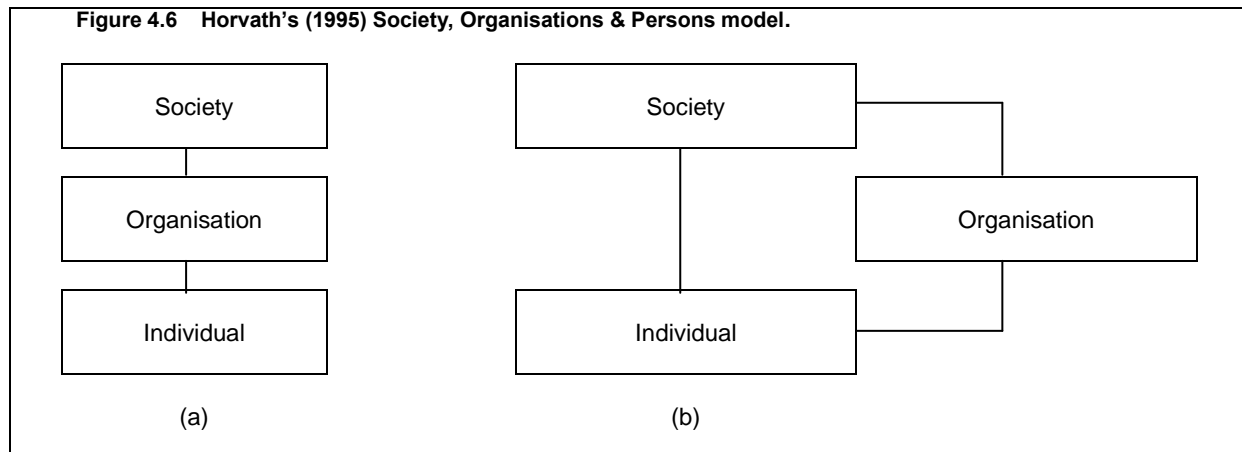 Figure 4.6 Horvath’s (1995) Society, Organisations & Persons model.
Society
Organisation
Individual
(a)
Society
Organisation
Individual
(b)